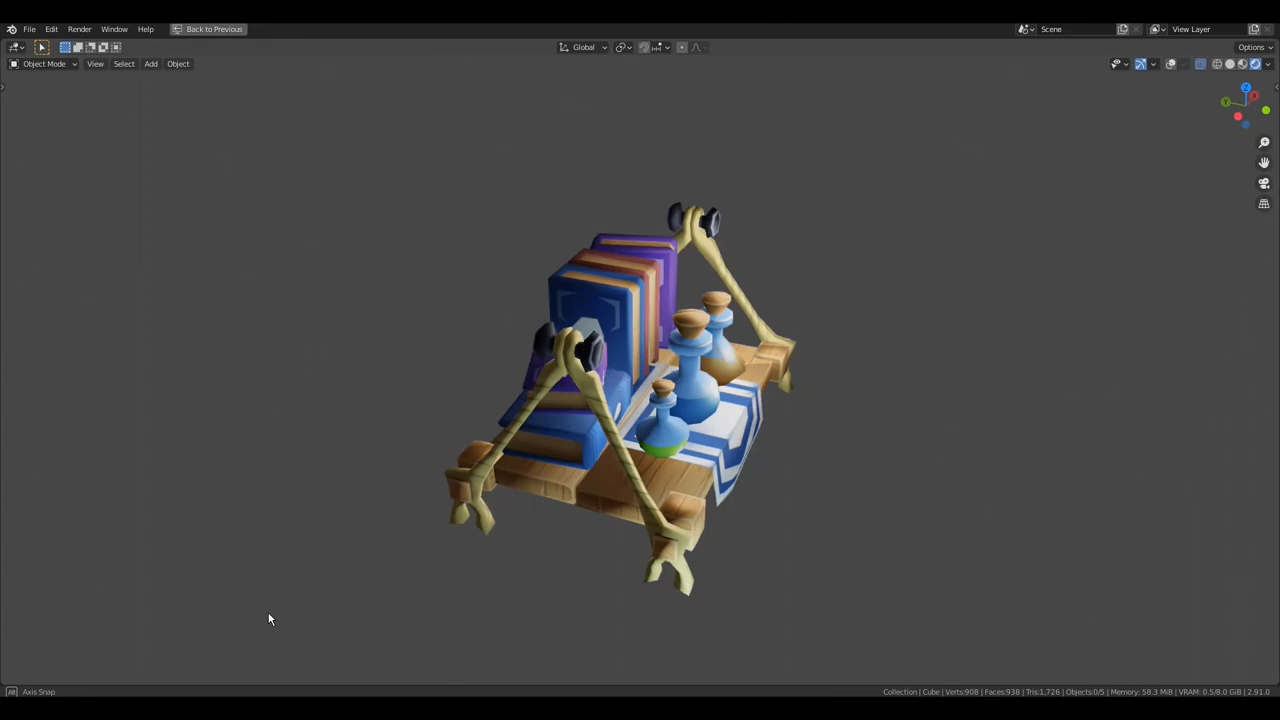 File Edit Render Window Help Back to Previous Scene View Layer
Global Options
Object Mode View Select Add Object
Z
X
Y
Alt Axis Snap Collection | Cube | Verts:908 | Faces:938 | Tris:1,726 | Objects:0/5 | Memory: 58.3 MiB | VRAM: 0.5/8.0 GiB | 2.91.0